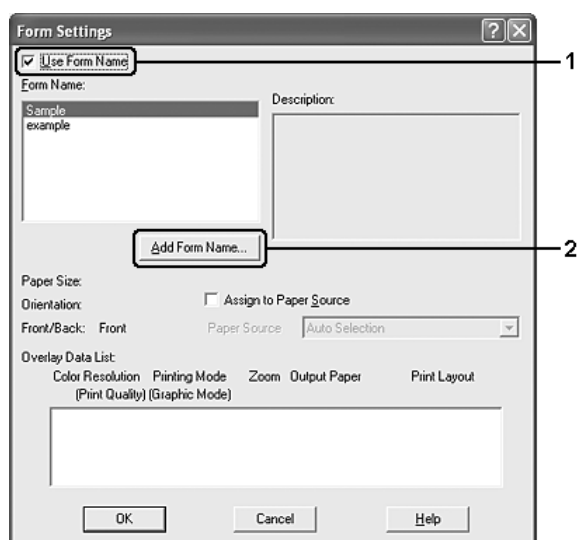 Form Settings
Use Form Name
1
Form Name:
Sample
example
Description:
Add Form Name...
2
Paper Size:
Orientation:
Assign to Paper Source
Front/Back: Front
Paper Source
Auto Selection
Overlay Data List:
Color Resolution Printing Mode Zoom Output Paper Print Layout
(Print Quality) (Graphic Mode)
OK
Cancel
Help